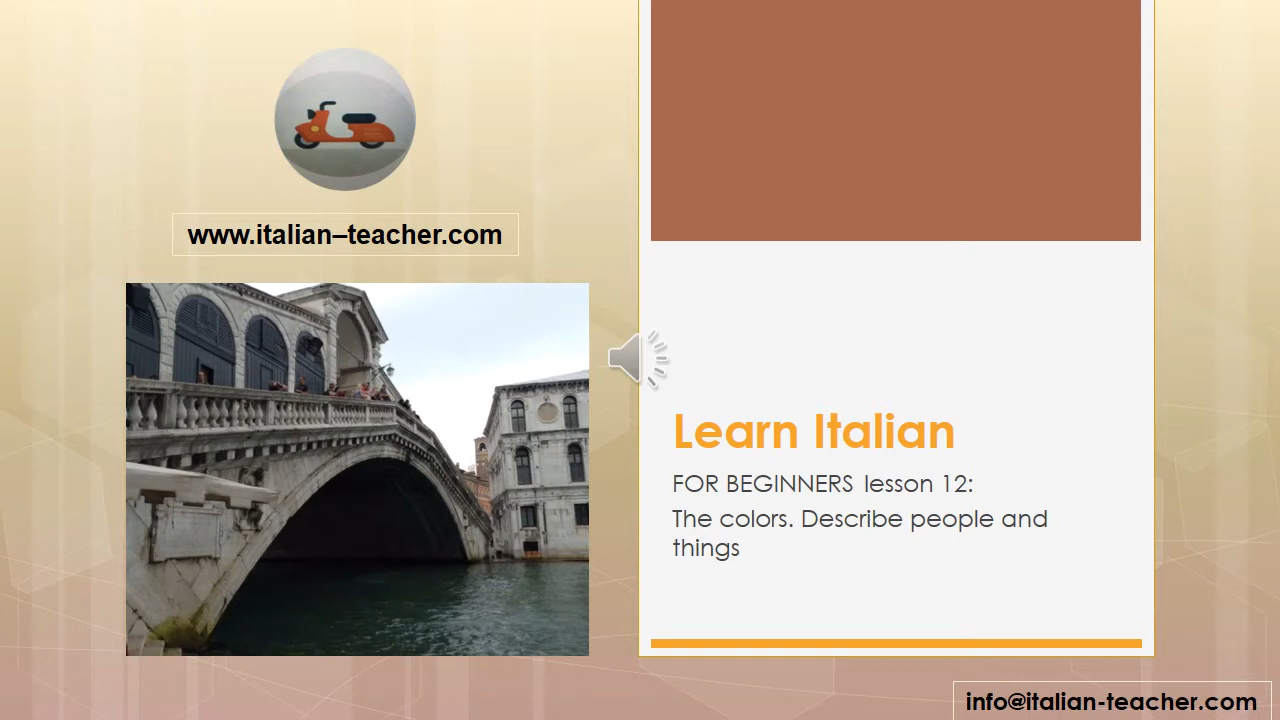 www.italian–teacher.com
Learn Italian
FOR BEGINNERS lesson 12:
The colors. Describe people and
things
info@italian-teacher.com